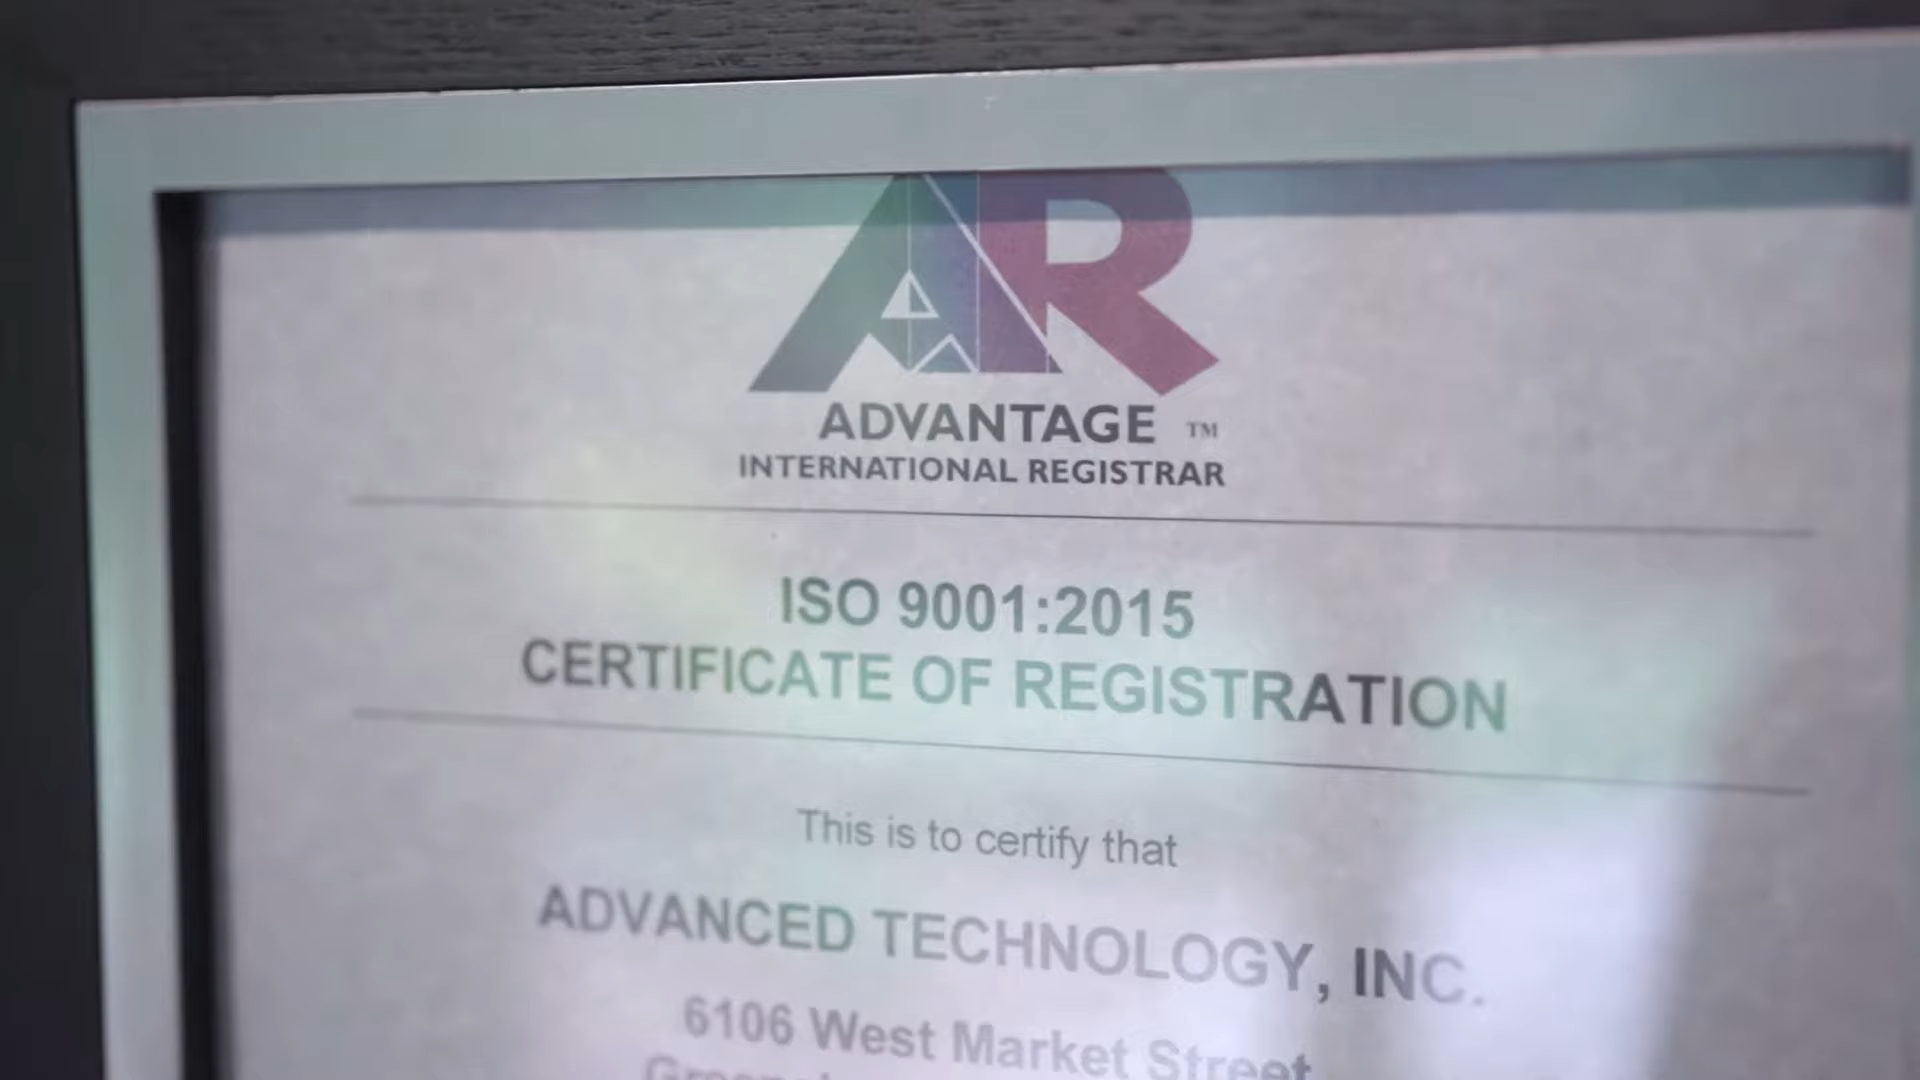 AR
ADVANTAGE ™
INTERNATIONAL REGISTRAR
ISO 9001:2015
CERTIFICATE OF REGISTRATION
This is to certify that
ADVANCED TECHNOLOGY, INC.
6106 West Market Street